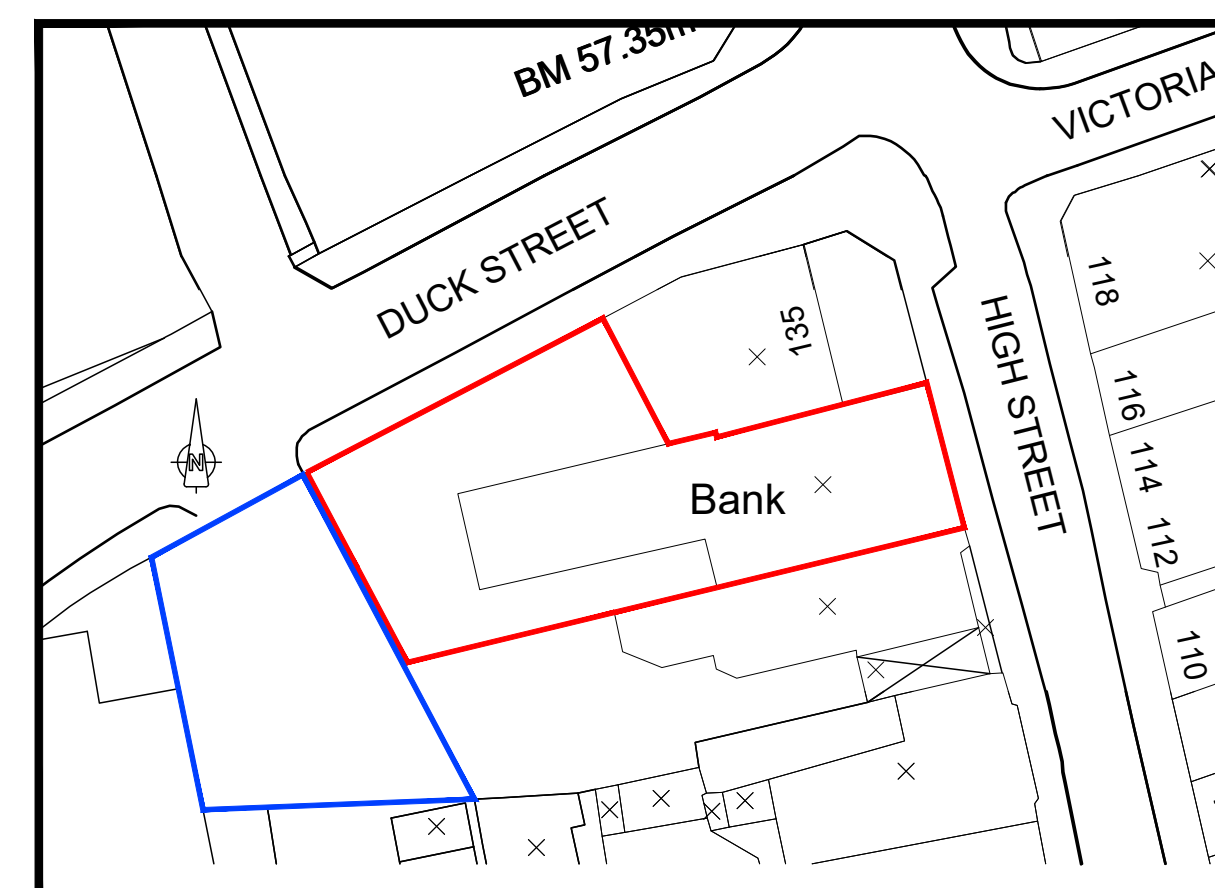 BM 57.35m
VICTORIA
DUCK STREET
118
135
HIGH STREET
116
N
114
Bank
112
110